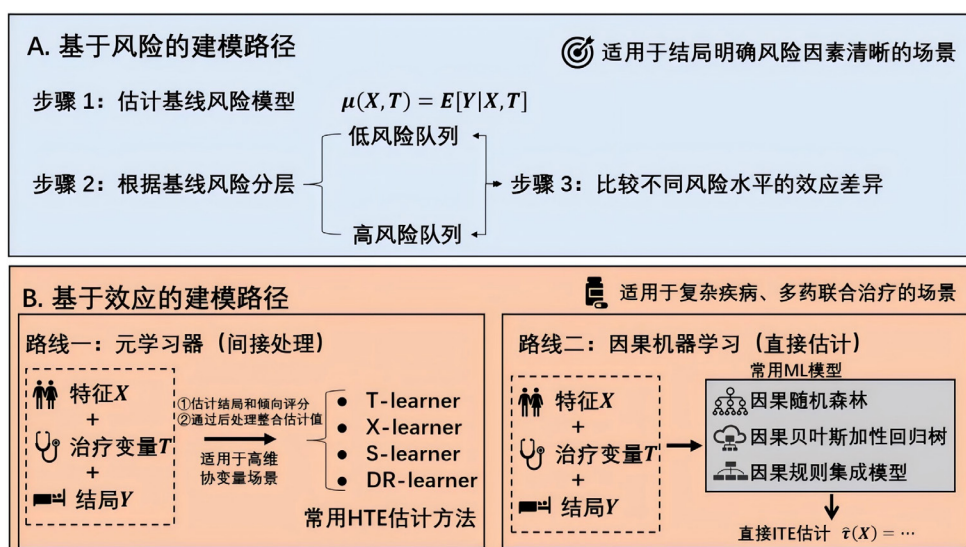 A. 基于风险的建模路径
适用于结局明确风险因素清晰的场景
步骤 1：估计基线风险模型 μ(X,T) = E[Y|X,T]
低风险队列
步骤 2：根据基线风险分层
步骤 3：比较不同风险水平的效应差异
高风险队列
B. 基于效应的建模路径
适用于复杂疾病、多药联合治疗的场景
路线一：元学习器（间接处理）
特征X
+
治疗变量T
+
结局Y
①估计结局和倾向评分
②通过后处理整合估计值
适用于高维
协变量场景
● T-learner
● X-learner
● S-learner
● DR-learner
常用HTE估计方法
路线二：因果机器学习（直接估计）
特征X
+
治疗变量T
+
结局Y
常用ML模型
因果随机森林
因果贝叶斯加性回归树
因果规则集成模型
直接ITE估计 τ̂(X) = ⋯